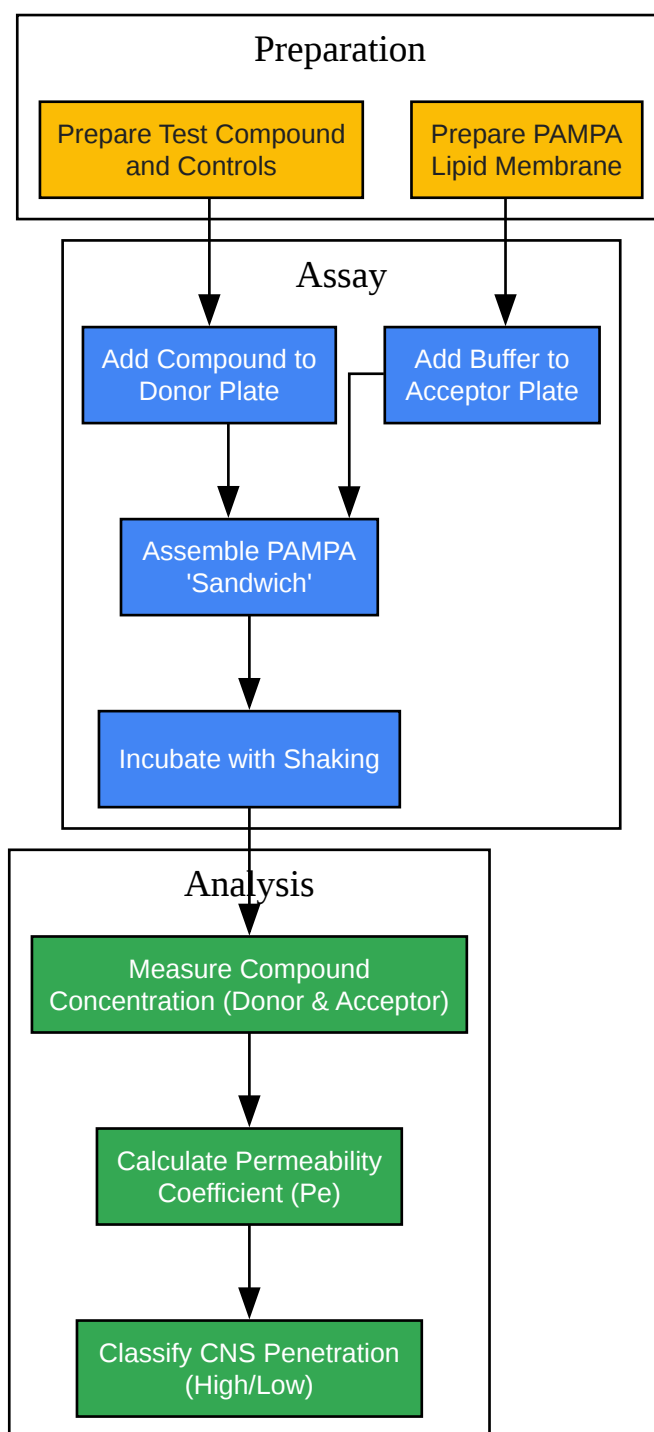 Preparation
Prepare Test Compound
and Controls
Prepare PAMPA
Lipid Membrane
Assay
Add Compound to
Donor Plate
Add Buffer to
Acceptor Plate
Assemble PAMPA
'Sandwich'
Incubate with Shaking
Analysis
Measure Compound
Concentration (Donor & Acceptor)
Calculate Permeability
Coefficient (Pe)
Classify CNS Penetration
(High/Low)